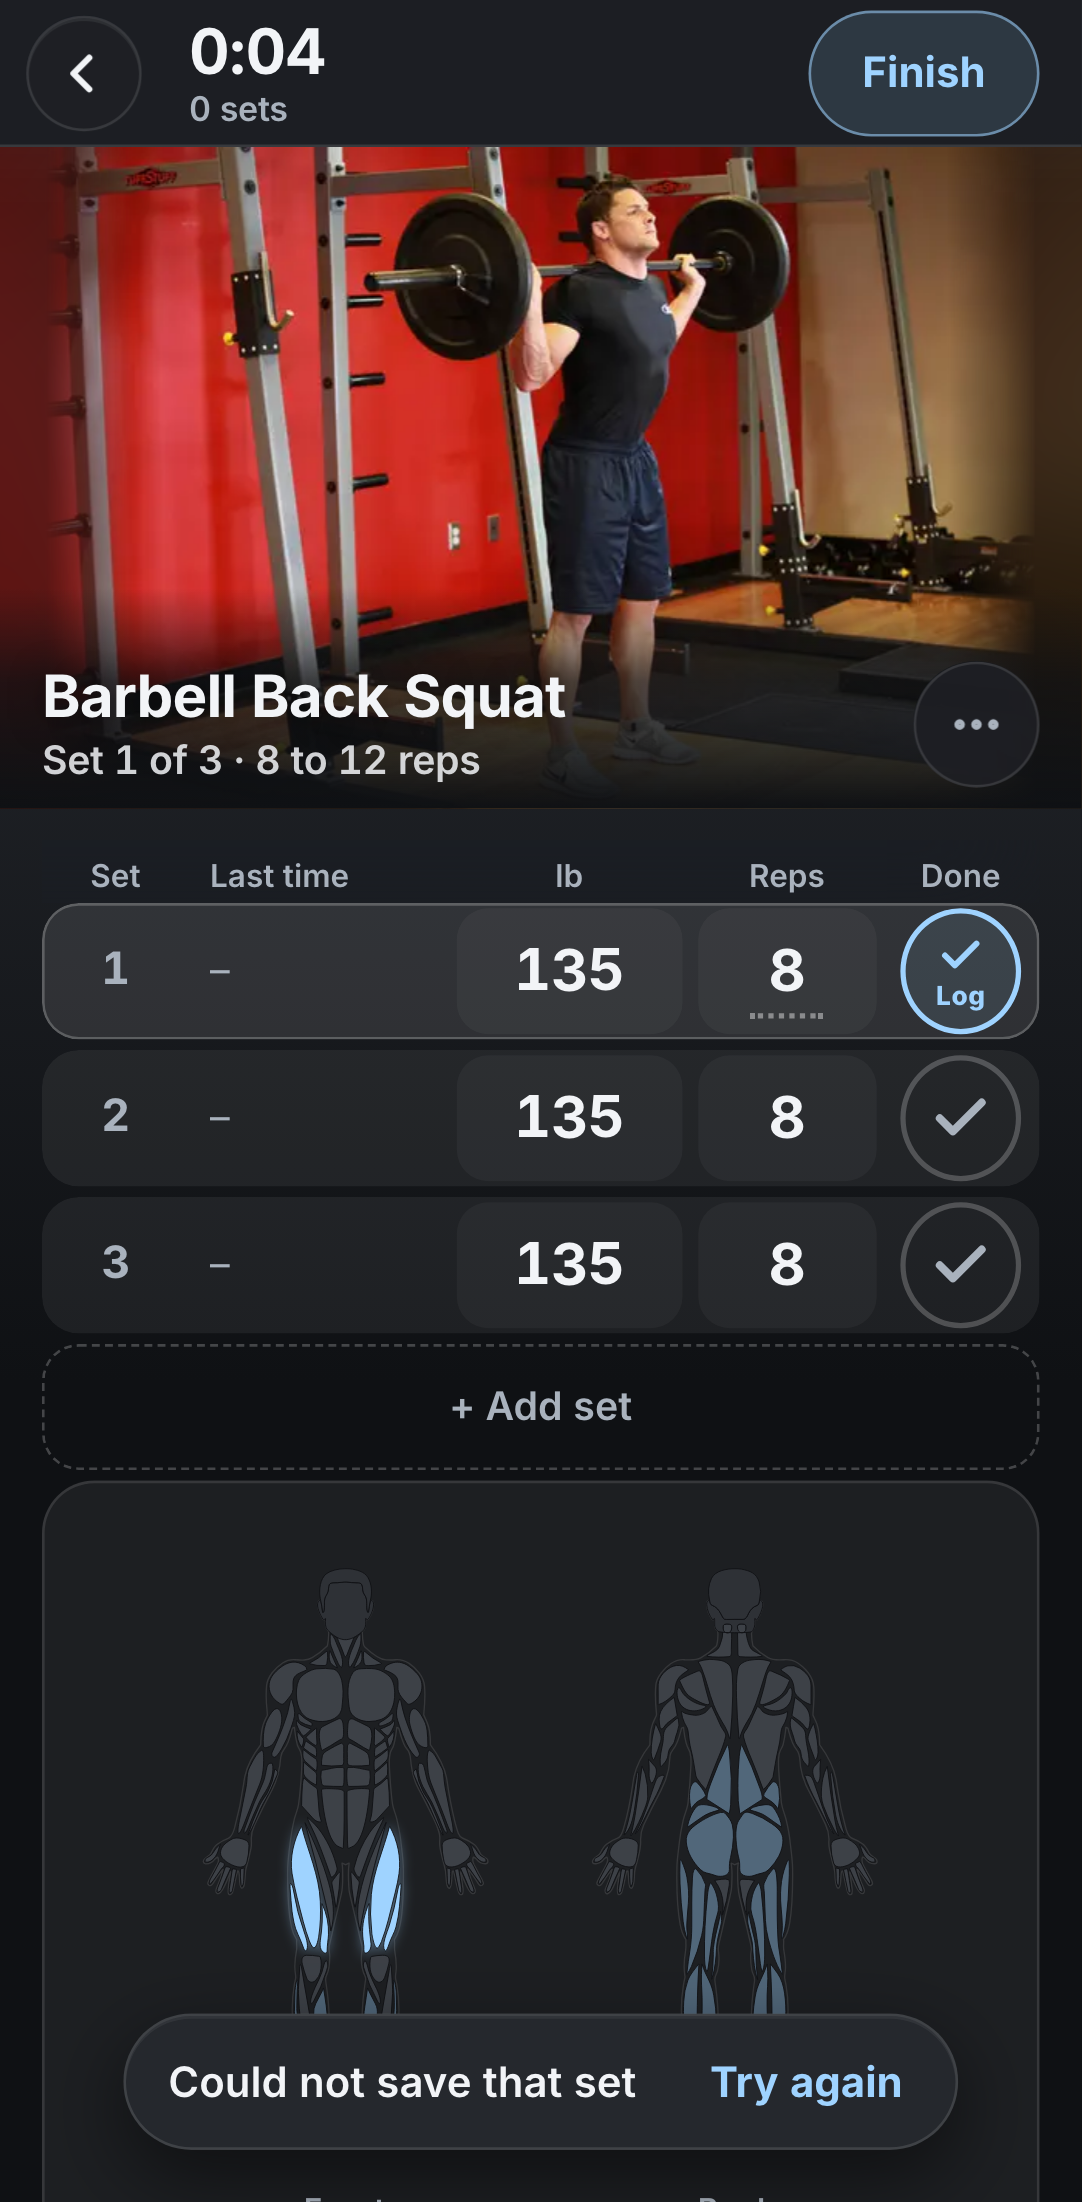 0:04
0 sets
Finish
Barbell Back Squat
Set 1 of 3 · 8 to 12 reps
Set Last time lb Reps Done
1 – 135 8 Log
2 – 135 8
3 – 135 8
+ Add set
Could not save that set Try again